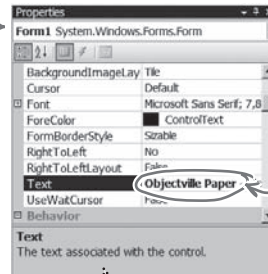 Properties
Form1 System.Windows.Forms.Form
BackgroundImageLay Tile
Cursor Default
Font Microsoft Sans Serif; 7,8
ForeColor ControlText
FormBorderStyle Sizable
RightToLeft No
RightToLeftLayout False
Text Objectville Paper
UseWaitCursor False
Behavior
Text
The text associated with the control.